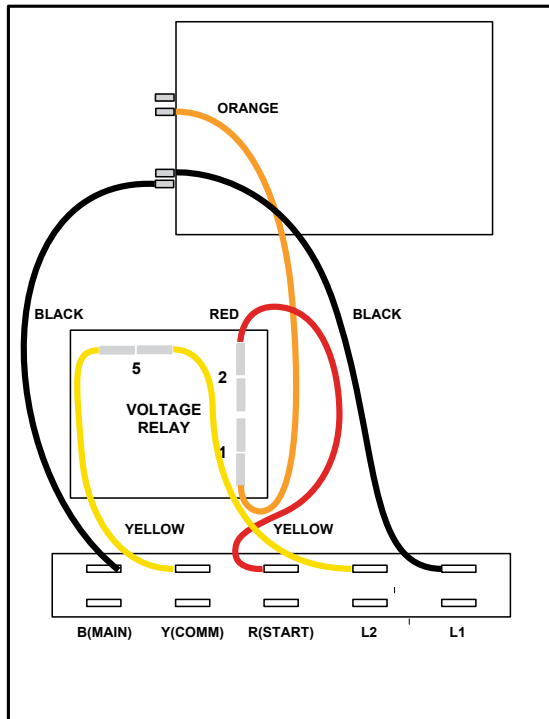 ORANGE
BLACK
RED
BLACK
5
2
VOLTAGE
RELAY
1
YELLOW
YELLOW
B(MAIN)
Y(COMM)
R(START)
L2
L1